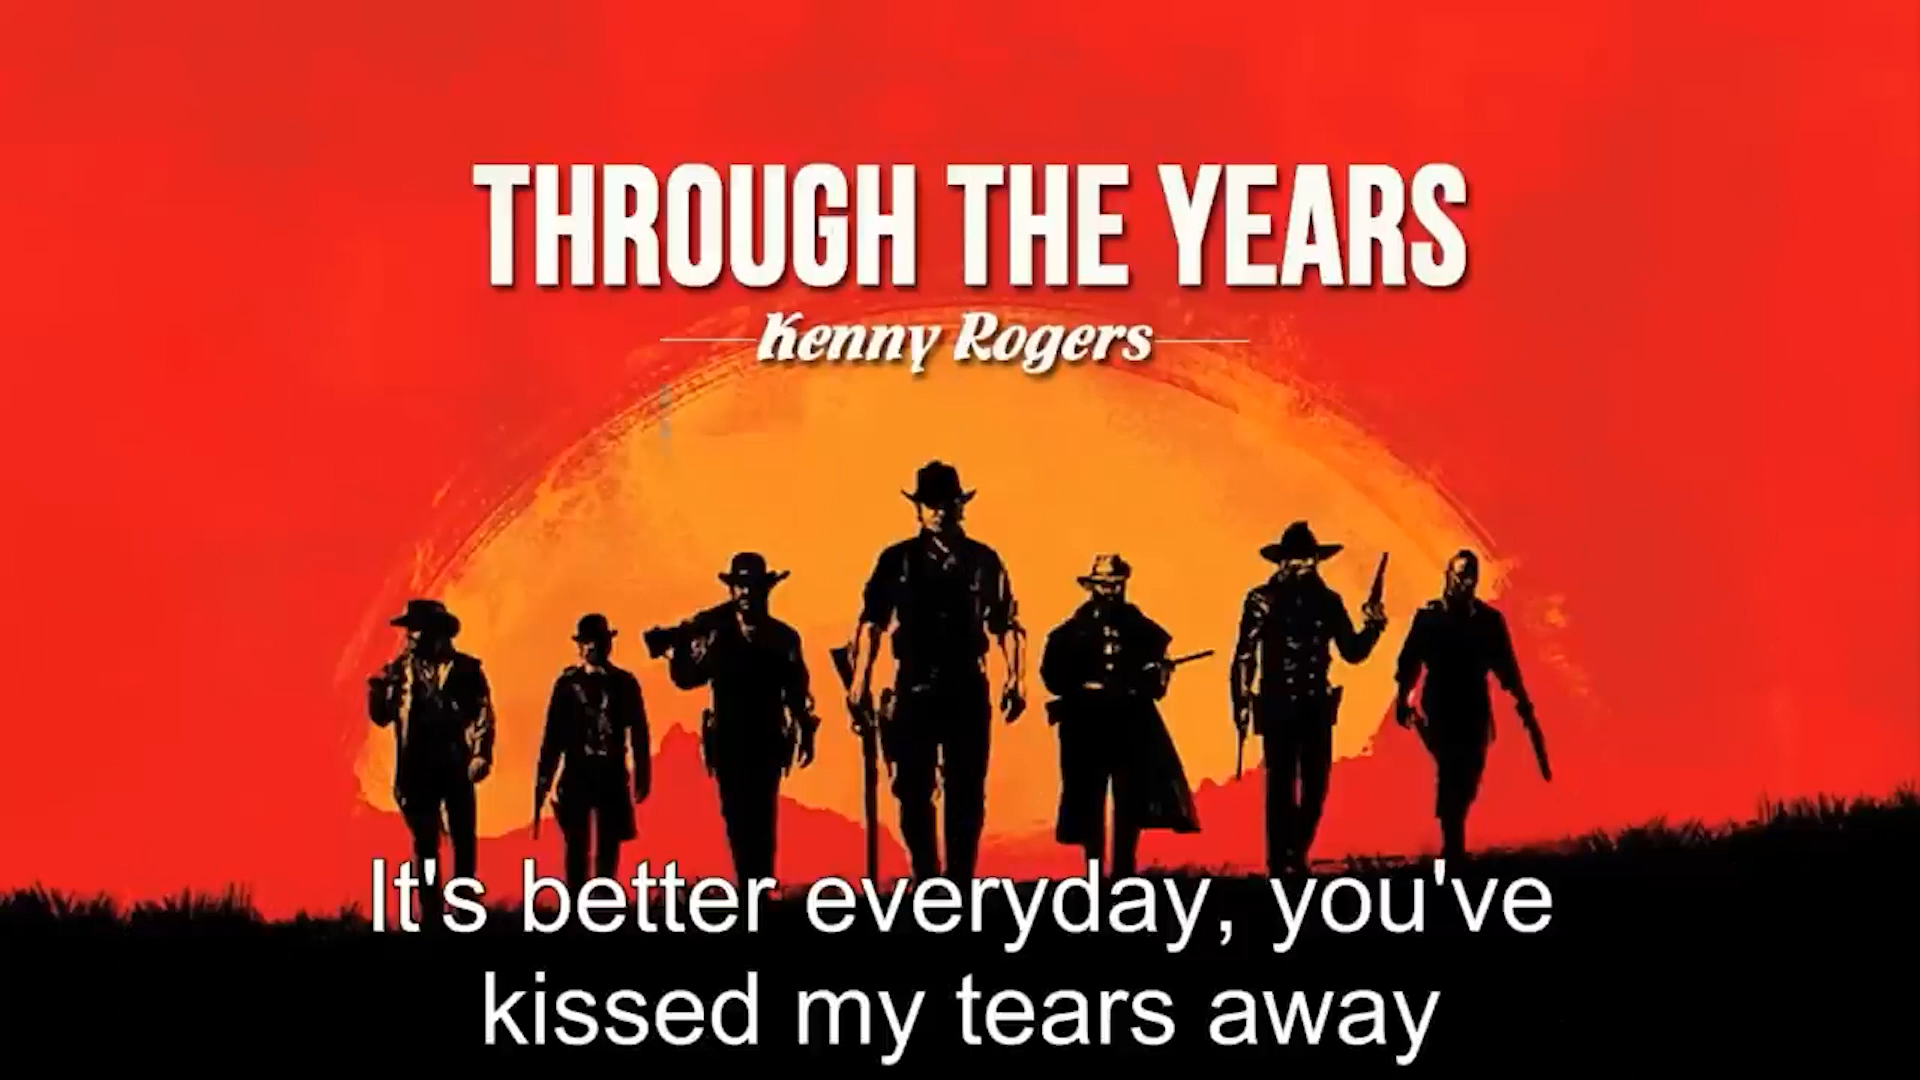 THROUGH THE YEARS
Kenny Rogers
It's better everyday, you've
kissed my tears away